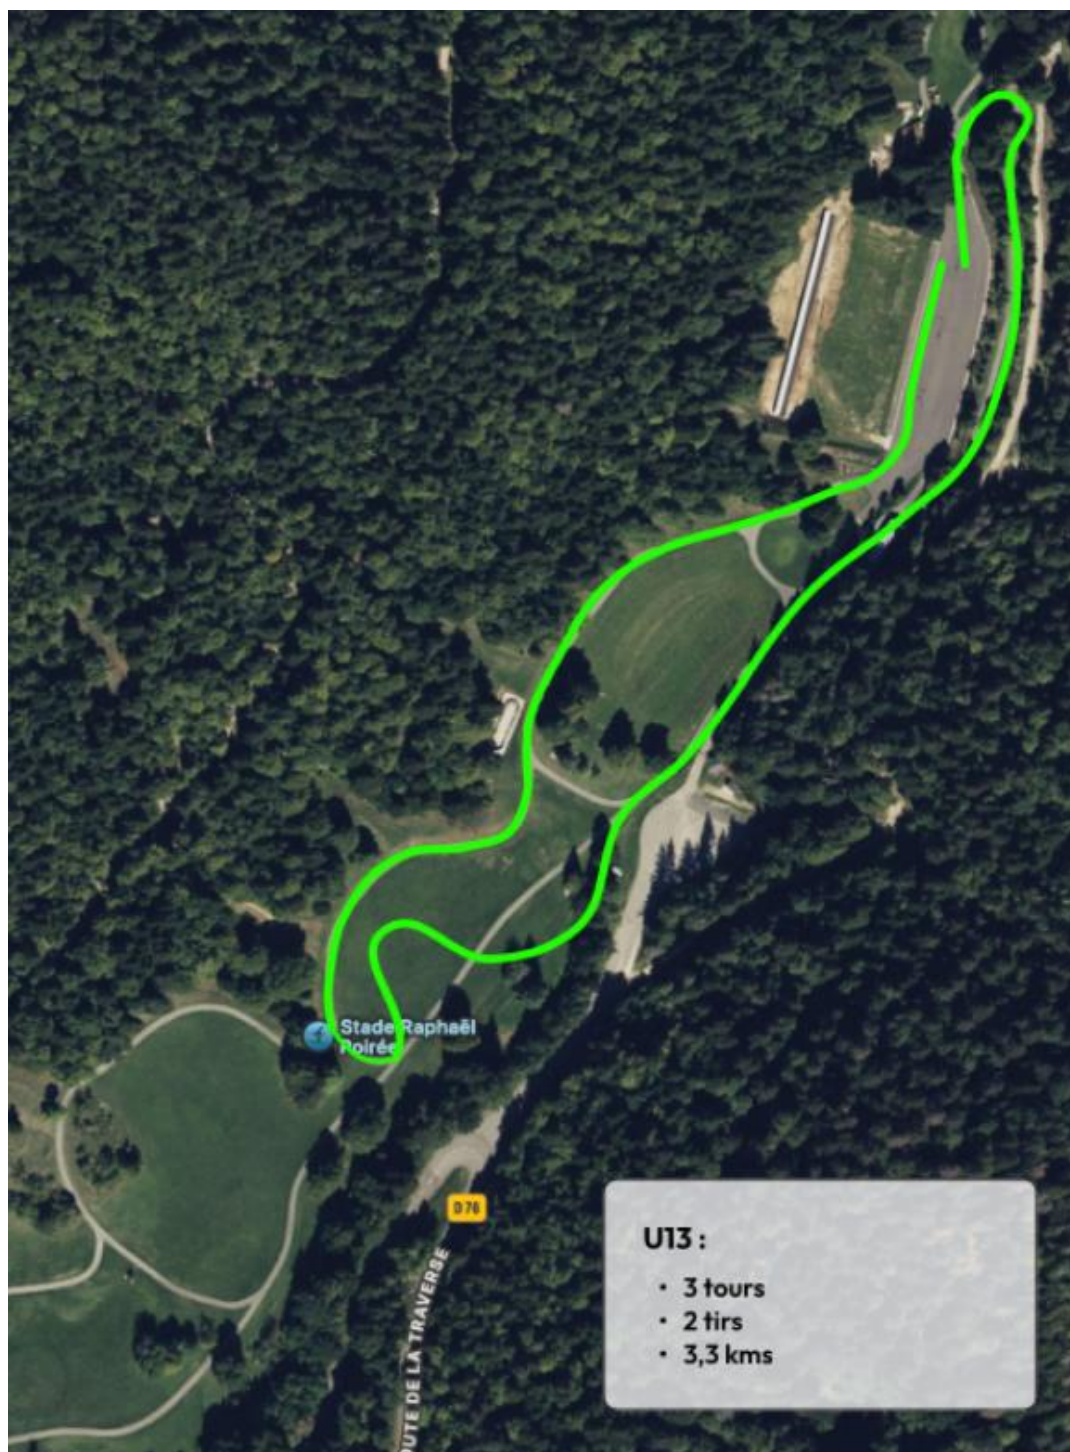 Stade Raphaël
Poirée
D76
ROUTE DE LA TRAVERSE
U13 :
• 3 tours
• 2 tirs
• 3,3 kms